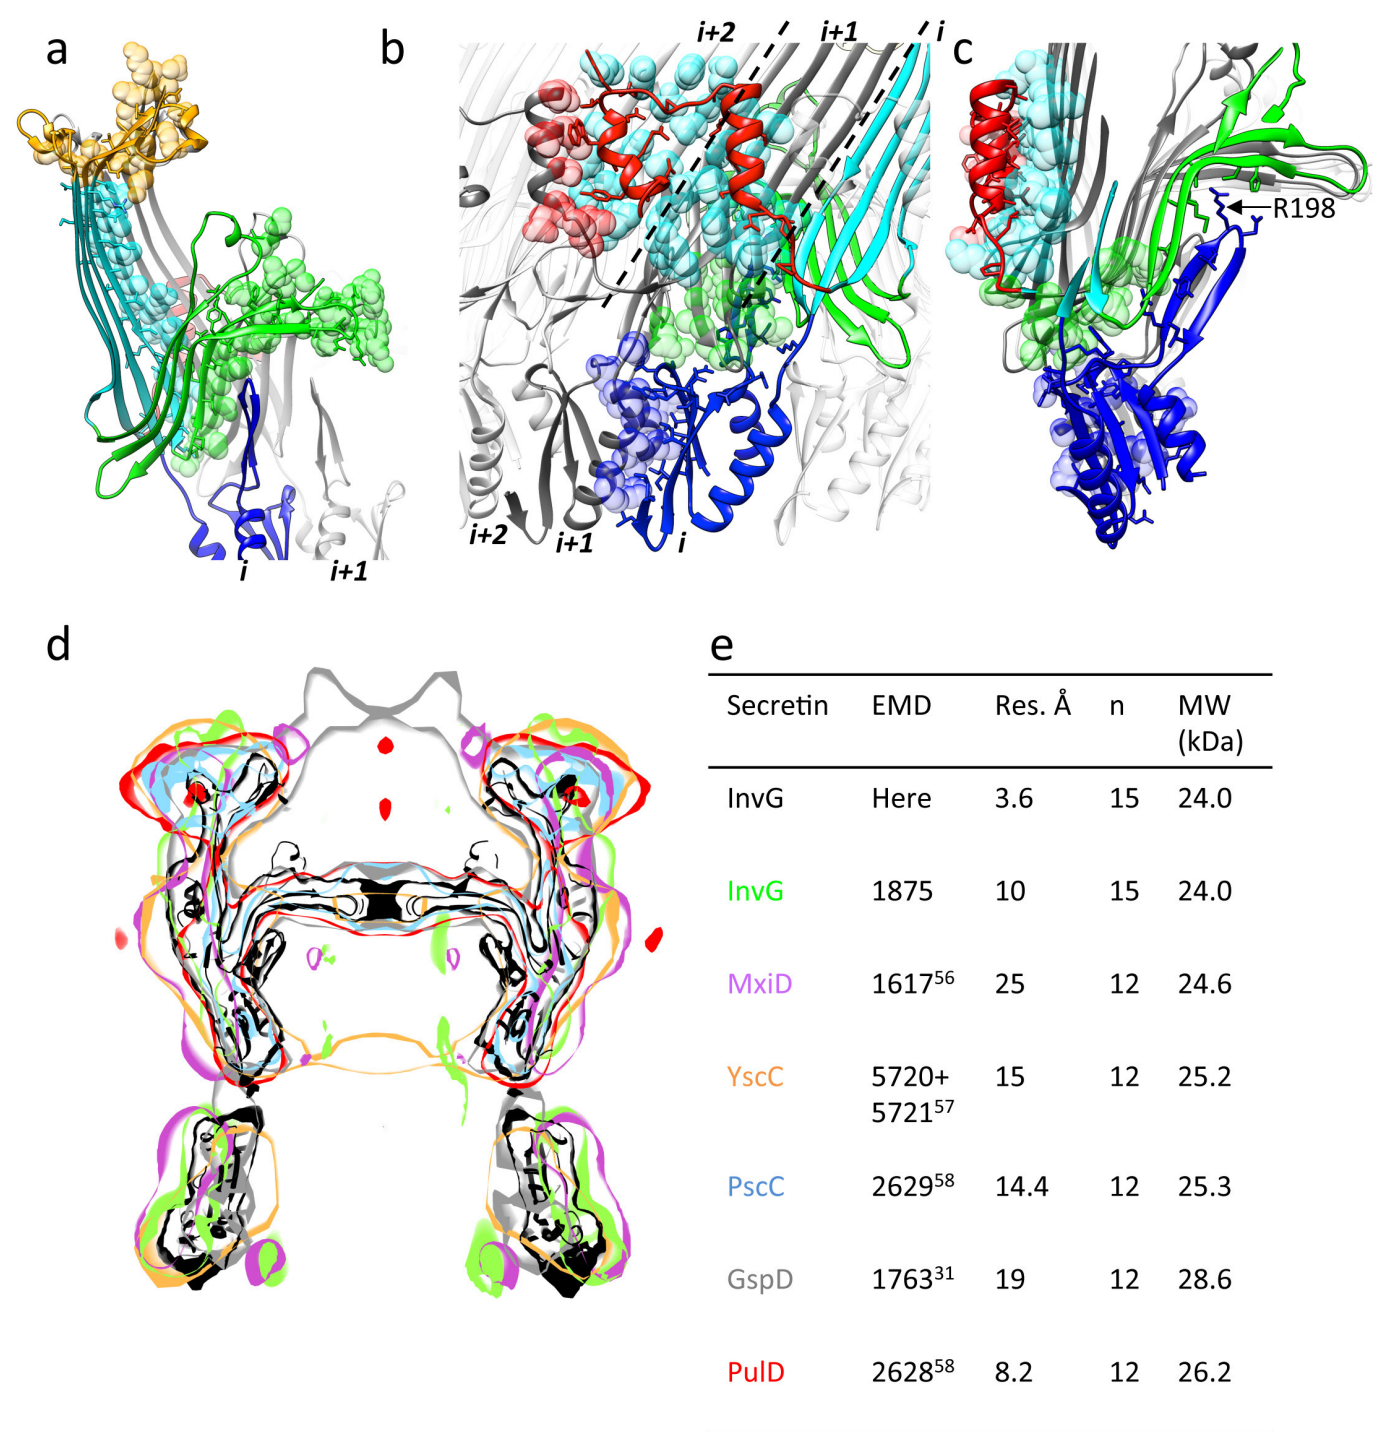 a
b
c
i+2
i+1
i
R198
i+2
i+1
i
i
i+1
d
e
Secretin EMD Res. Å n MW
(kDa)
InvG Here 3.6 15 24.0
InvG 1875 10 15 24.0
MxiD 1617⁵⁶ 25 12 24.6
YscC 5720+ 15 12 25.2
5721⁵⁷
PscC 2629⁵⁸ 14.4 12 25.3
GspD 1763³¹ 19 12 28.6
PulD 2628⁵⁸ 8.2 12 26.2